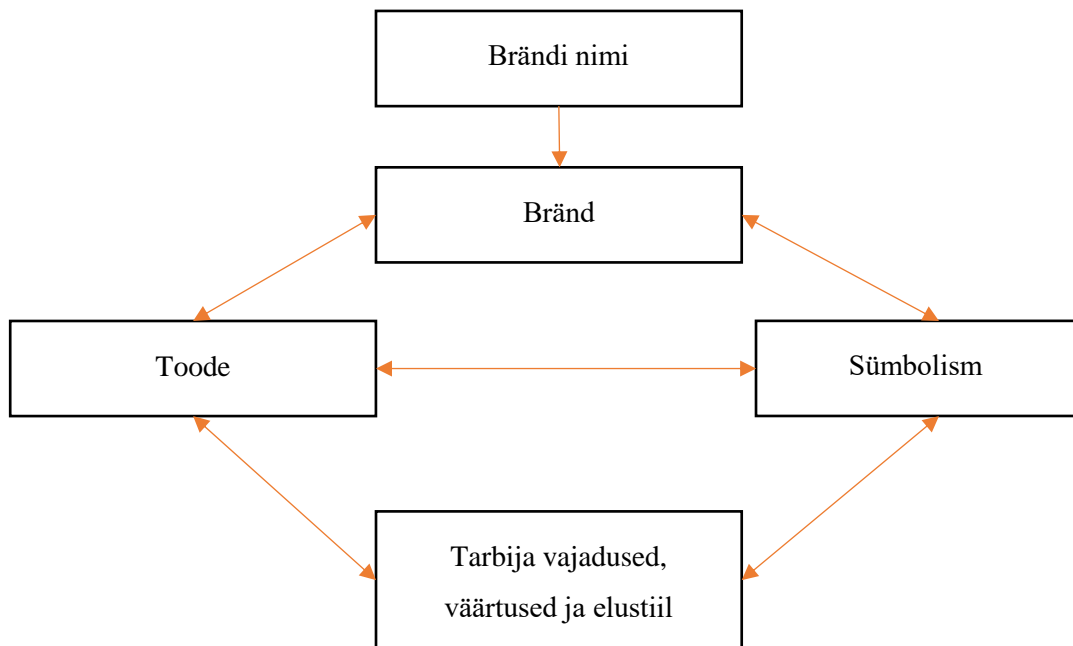 Brändi nimi
Bränd
Toode
Sümbolism
Tarbija vajadused,
väärtused ja elustiil